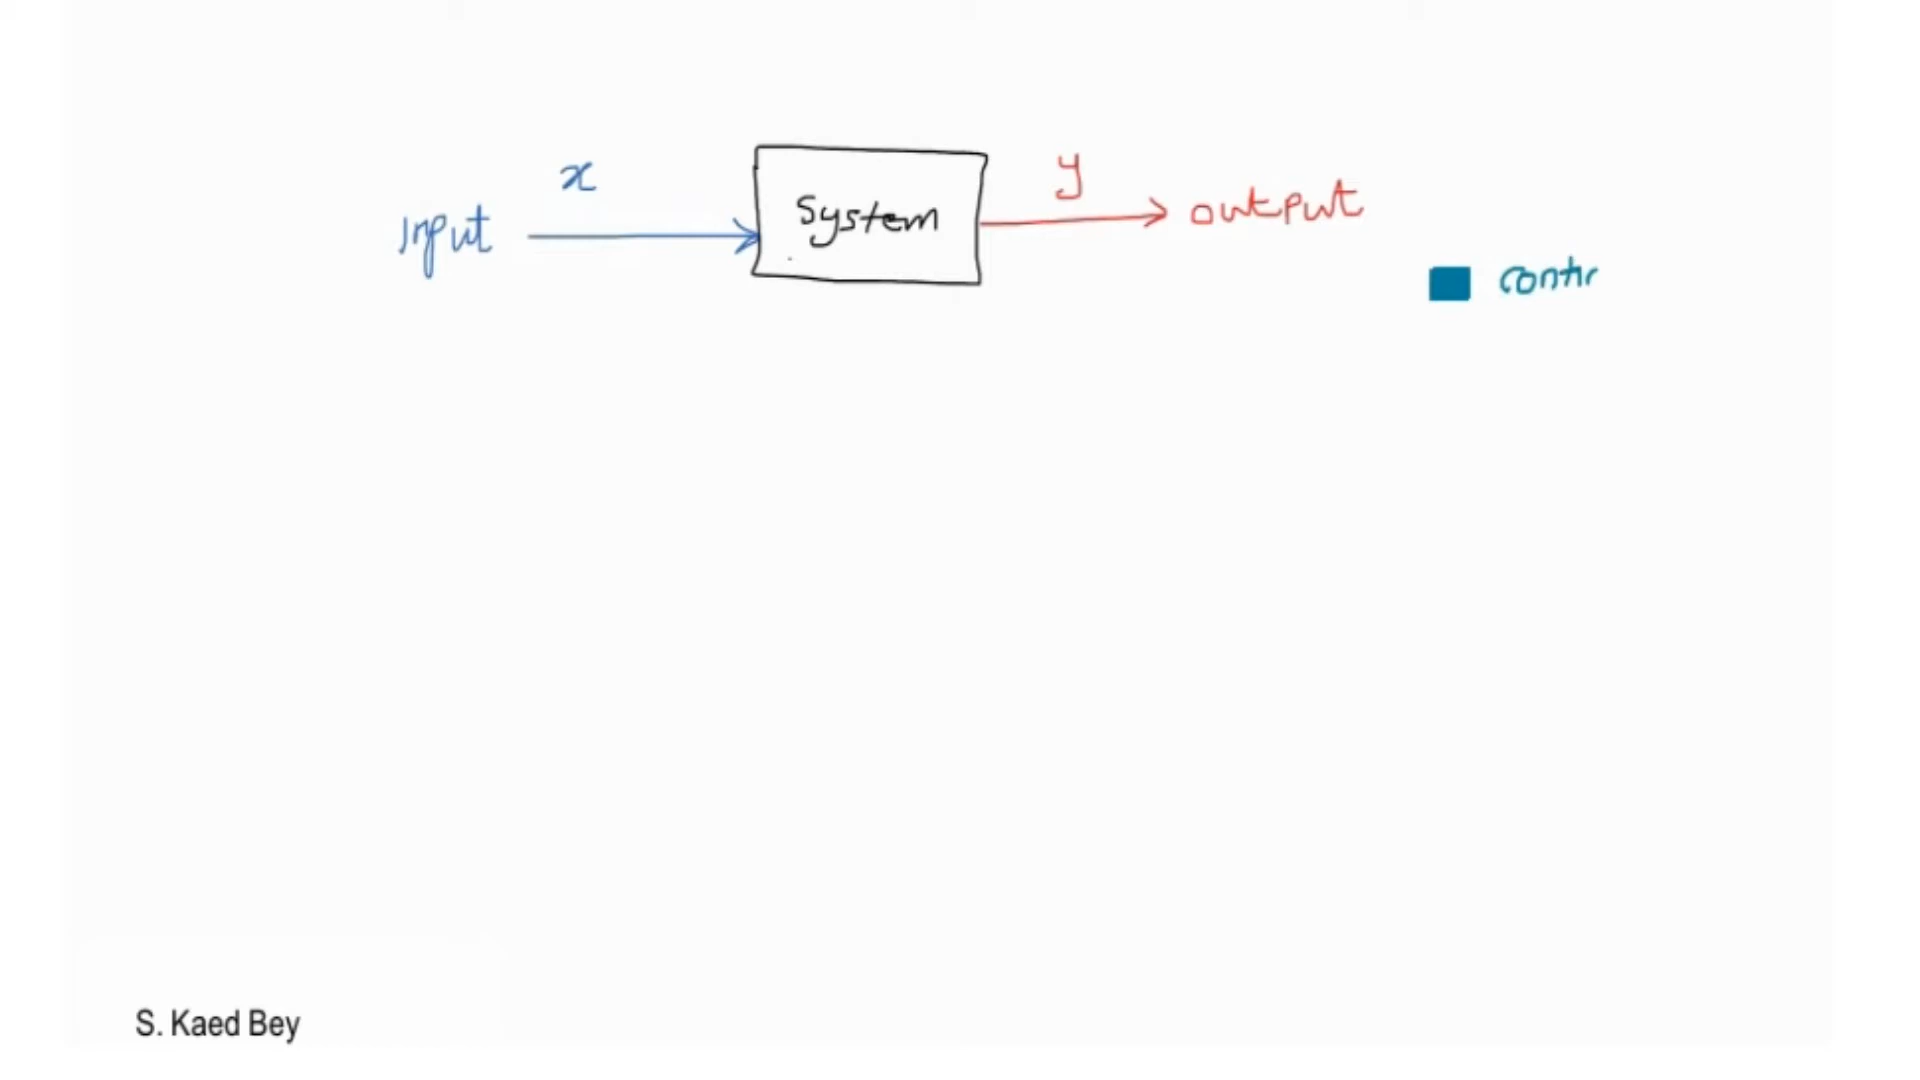 x
y
Input
System
output
contr
S. Kaed Bey